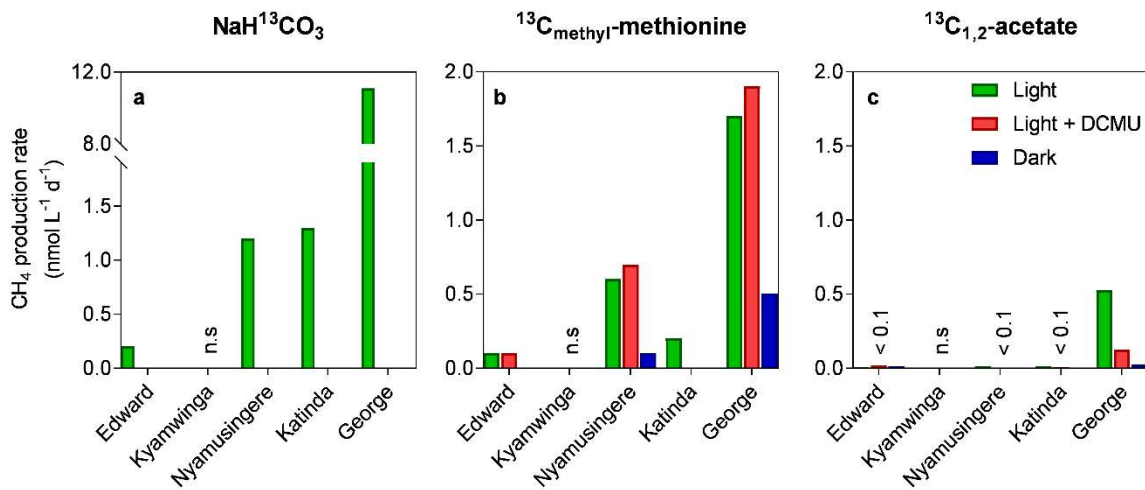 NaH¹³CO₃
CH₄ production rate
(nmol L⁻¹ d⁻¹)
a
12.0
8.0
1.5
1.0
0.5
0.0
n.s
Edward
Kyamwinga
Nyamusingere
Katinda
George
¹³Cmethyl-methionine
b
2.0
1.5
1.0
0.5
0.0
n.s
Edward
Kyamwinga
Nyamusingere
Katinda
George
¹³C₁,₂-acetate
c
Light
Light + DCMU
Dark
2.0
1.5
1.0
0.5
0.0
< 0.1
n.s
< 0.1
< 0.1
Edward
Kyamwinga
Nyamusingere
Katinda
George